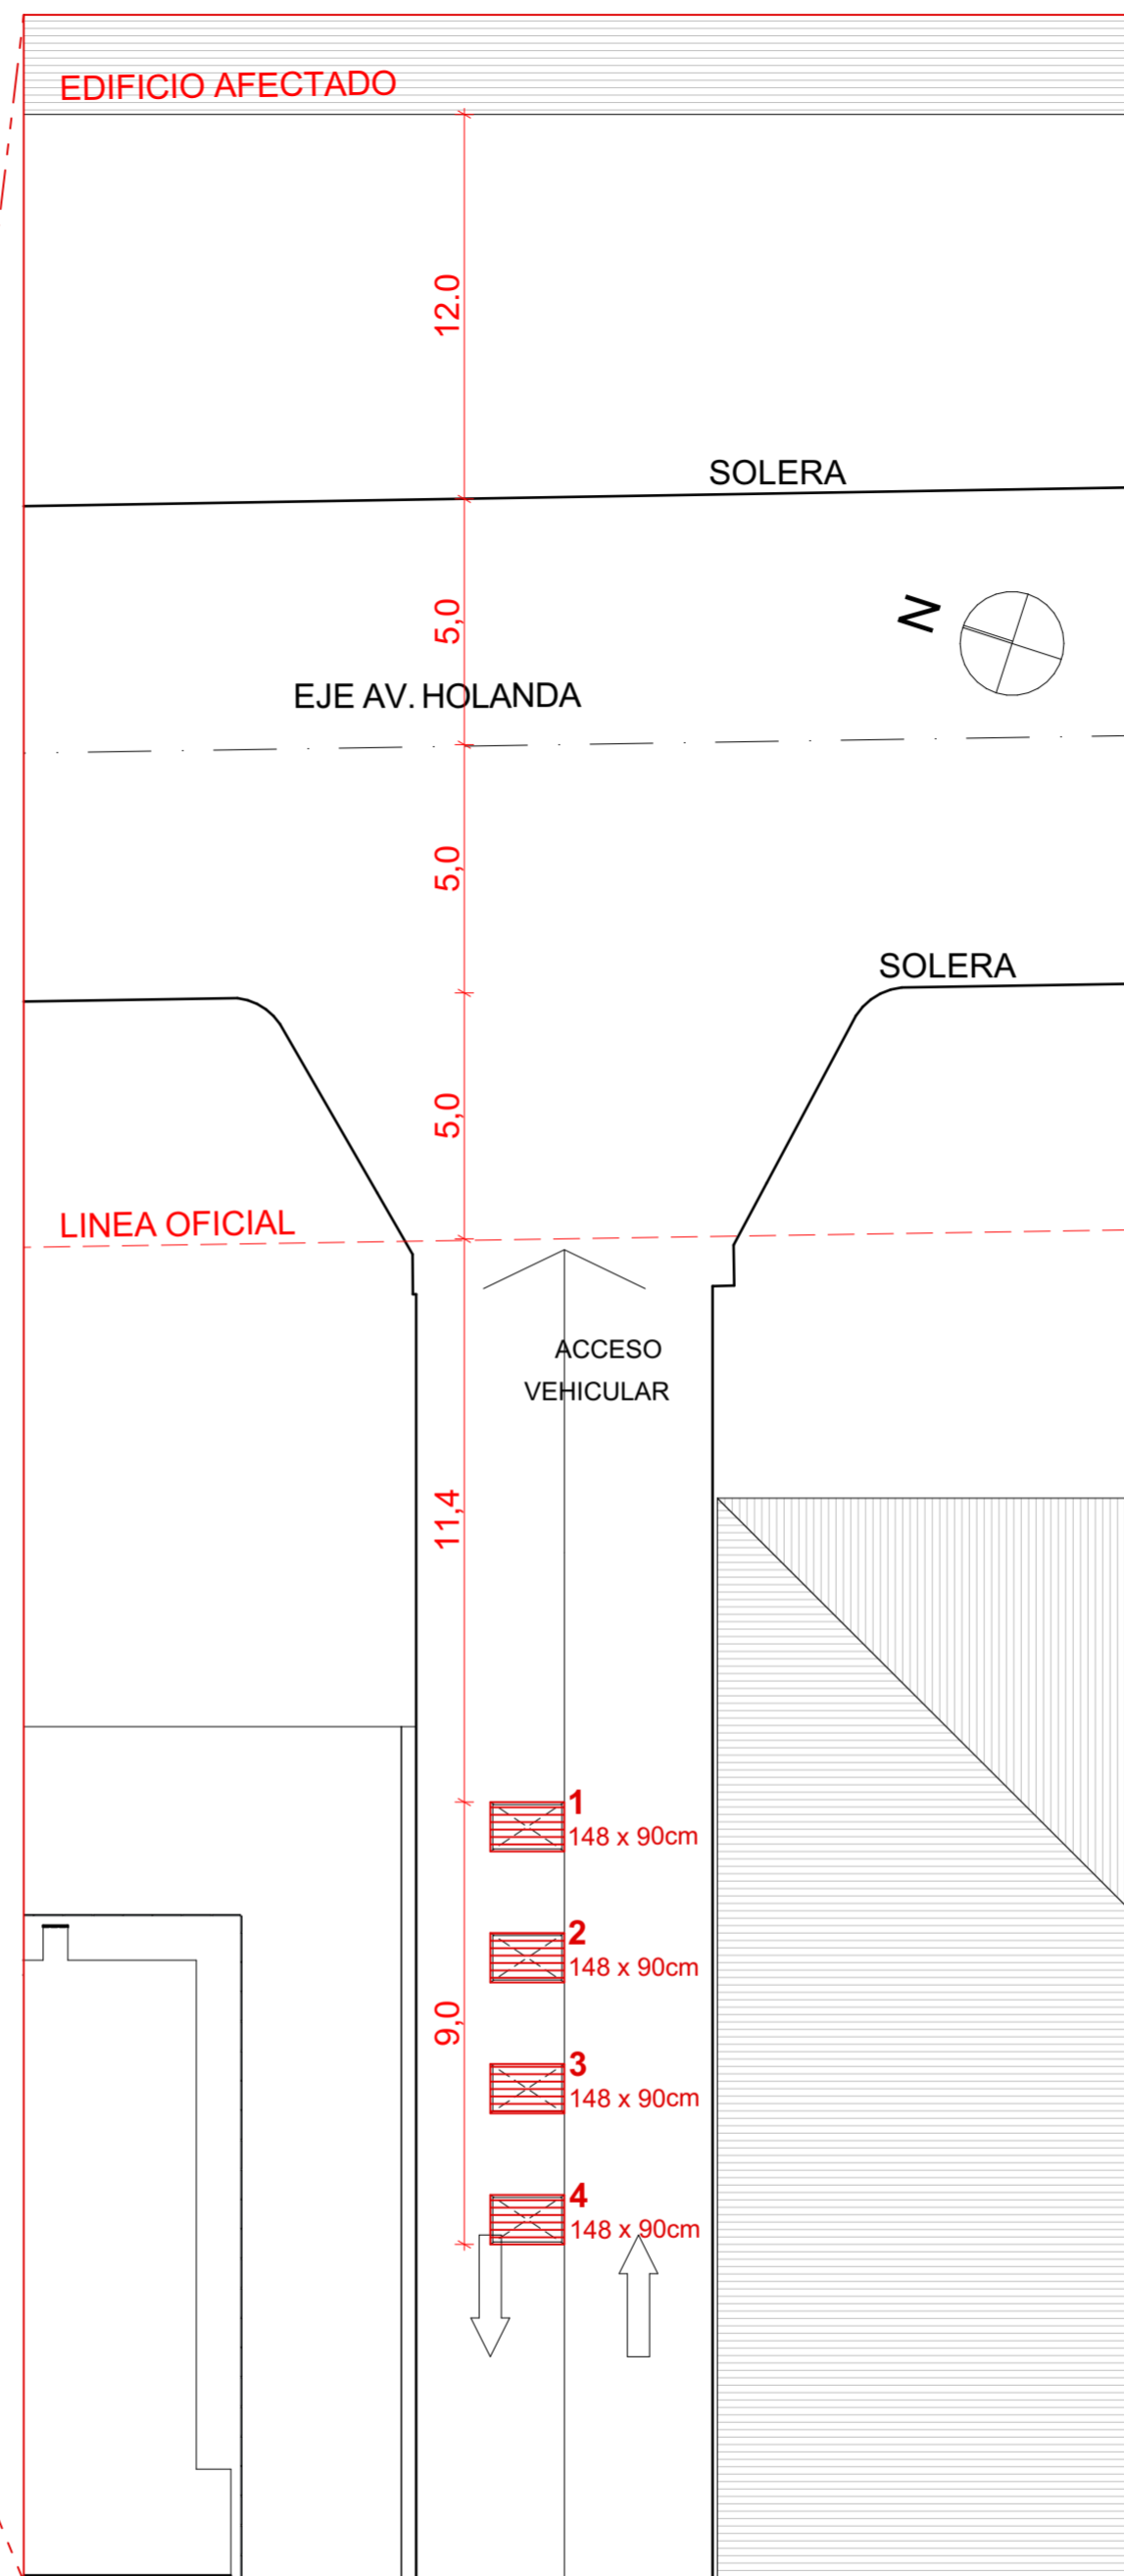 EDIFICIO AFECTADO
12.0
SOLERA
5,0
N
EJE AV. HOLANDA
5,0
SOLERA
5,0
LINEA OFICIAL
ACCESO
VEHICULAR
11,4
1
148 x 90cm
2
148 x 90cm
9,0
3
148 x 90cm
4
148 x 90cm